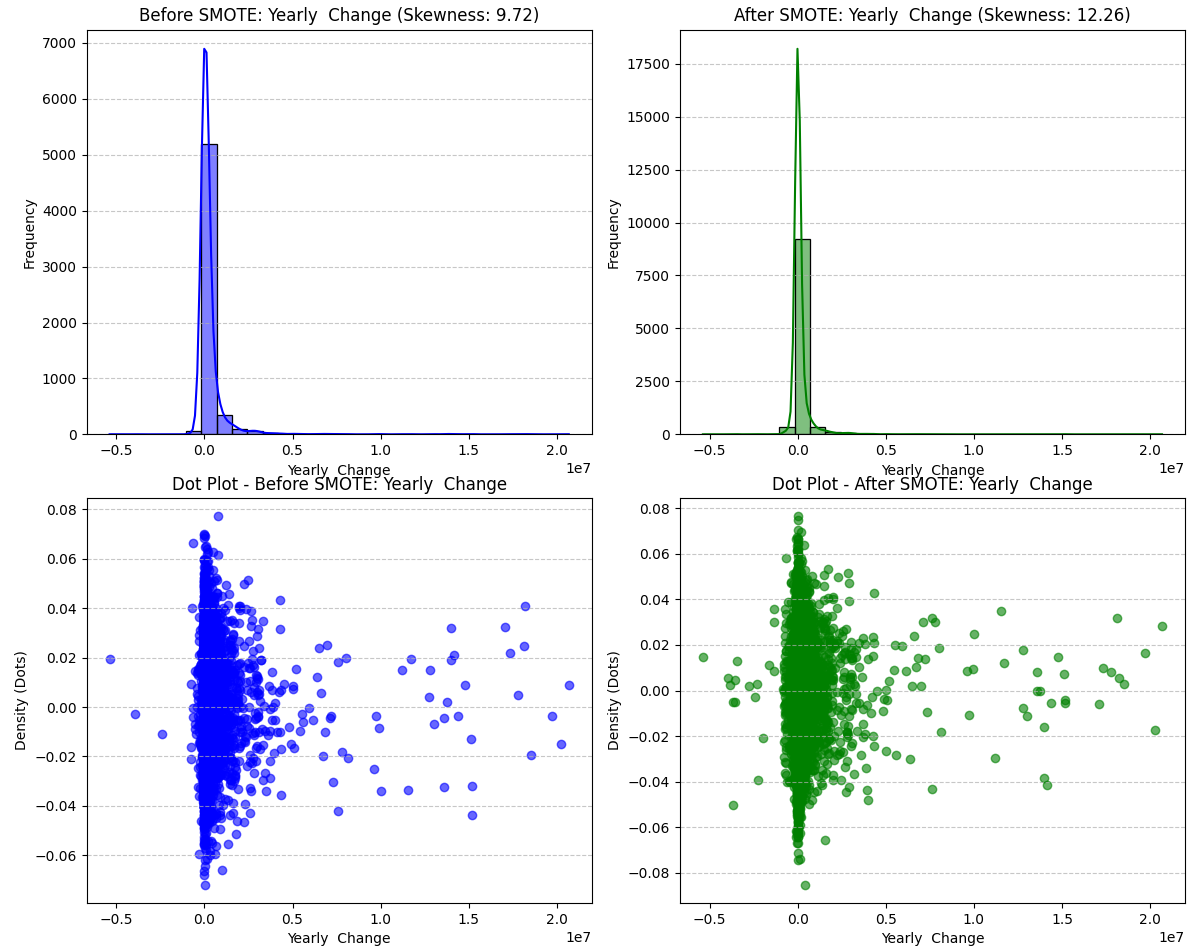 Before SMOTE: Yearly  Change (Skewness: 9.72)
7000
6000
5000
4000
3000
2000
1000
0
Frequency
−0.5 0.0 0.5 1.0 1.5 2.0
1e7
Yearly  Change
After SMOTE: Yearly  Change (Skewness: 12.26)
17500
15000
12500
10000
7500
5000
2500
0
Frequency
−0.5 0.0 0.5 1.0 1.5 2.0
1e7
Yearly  Change
Dot Plot - Before SMOTE: Yearly  Change
0.08
0.06
0.04
0.02
0.00
−0.02
−0.04
−0.06
Density (Dots)
−0.5 0.0 0.5 1.0 1.5 2.0
1e7
Yearly  Change
Dot Plot - After SMOTE: Yearly  Change
0.08
0.06
0.04
0.02
0.00
−0.02
−0.04
−0.06
−0.08
Density (Dots)
−0.5 0.0 0.5 1.0 1.5 2.0
1e7
Yearly  Change